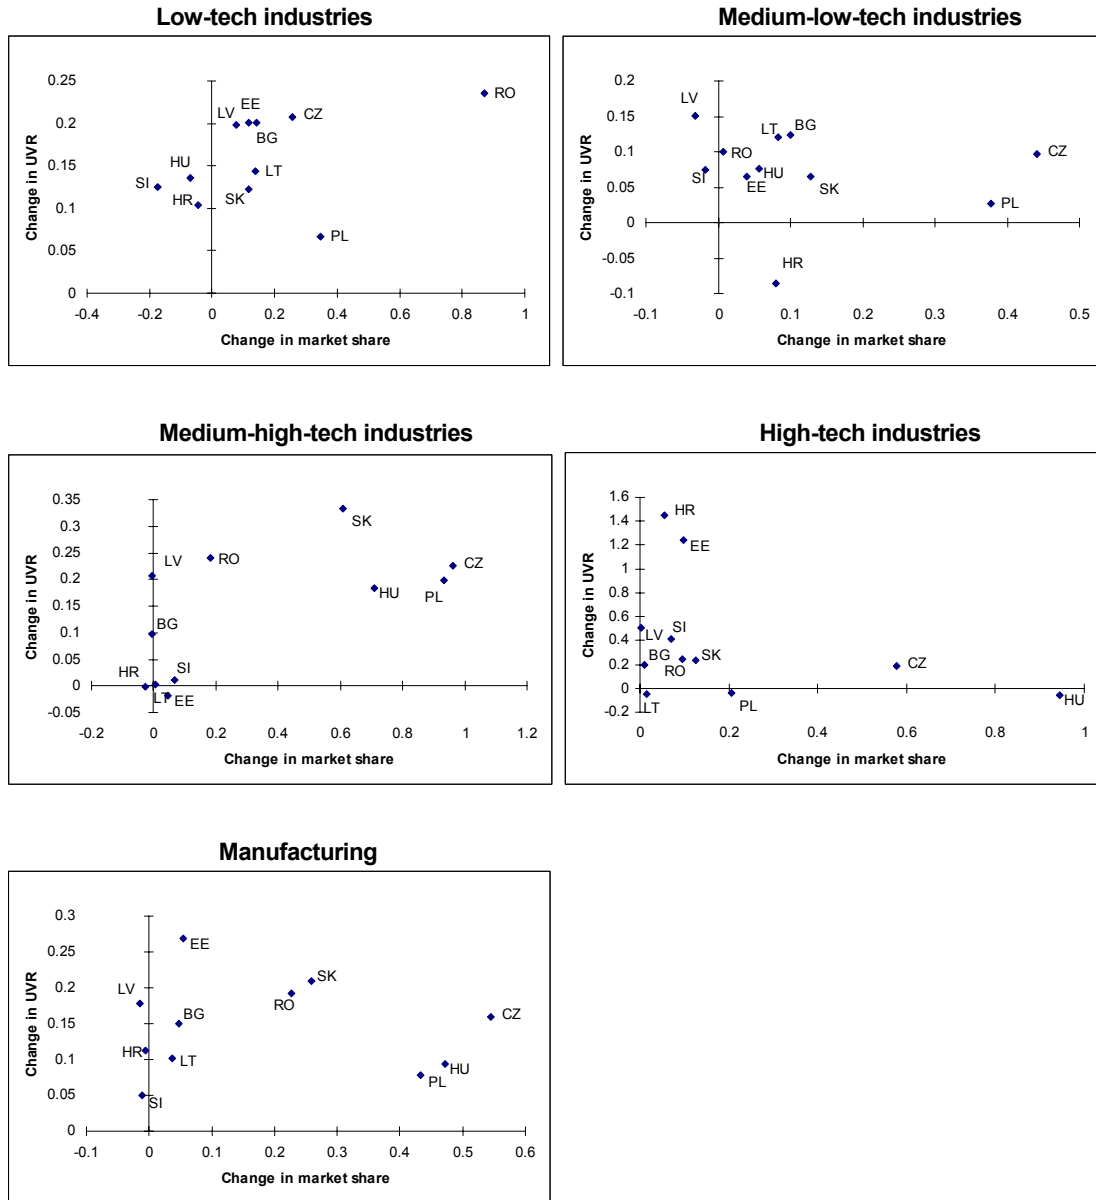 Low-tech industries
Change in UVR
0.25
0.2
0.15
0.1
0.05
0
-0.4 -0.2 0 0.2 0.4 0.6 0.8 1
Change in market share
RO
CZ
EE
LV
BG
HU
LT
SI
SK
HR
PL
Medium-low-tech industries
Change in UVR
0.2
0.15
0.1
0.05
0
-0.05
-0.1
-0.1 0 0.1 0.2 0.3 0.4 0.5
Change in market share
LV
LT
BG
RO
CZ
SI
EE
HU
SK
PL
HR
Medium-high-tech industries
Change in UVR
0.35
0.3
0.25
0.2
0.15
0.1
0.05
0
-0.05
-0.2 0 0.2 0.4 0.6 0.8 1 1.2
Change in market share
SK
LV
RO
CZ
HU
PL
BG
HR
SI
LT
EE
High-tech industries
Change in UVR
1.6
1.4
1.2
1
0.8
0.6
0.4
0.2
0
-0.2
0 0.2 0.4 0.6 0.8 1
Change in market share
HR
EE
LV
SI
BG
RO
SK
CZ
LT
PL
HU
Manufacturing
Change in UVR
0.3
0.25
0.2
0.15
0.1
0.05
0
-0.1 0 0.1 0.2 0.3 0.4 0.5 0.6
Change in market share
EE
SK
LV
RO
BG
CZ
HR
LT
HU
PL
SI